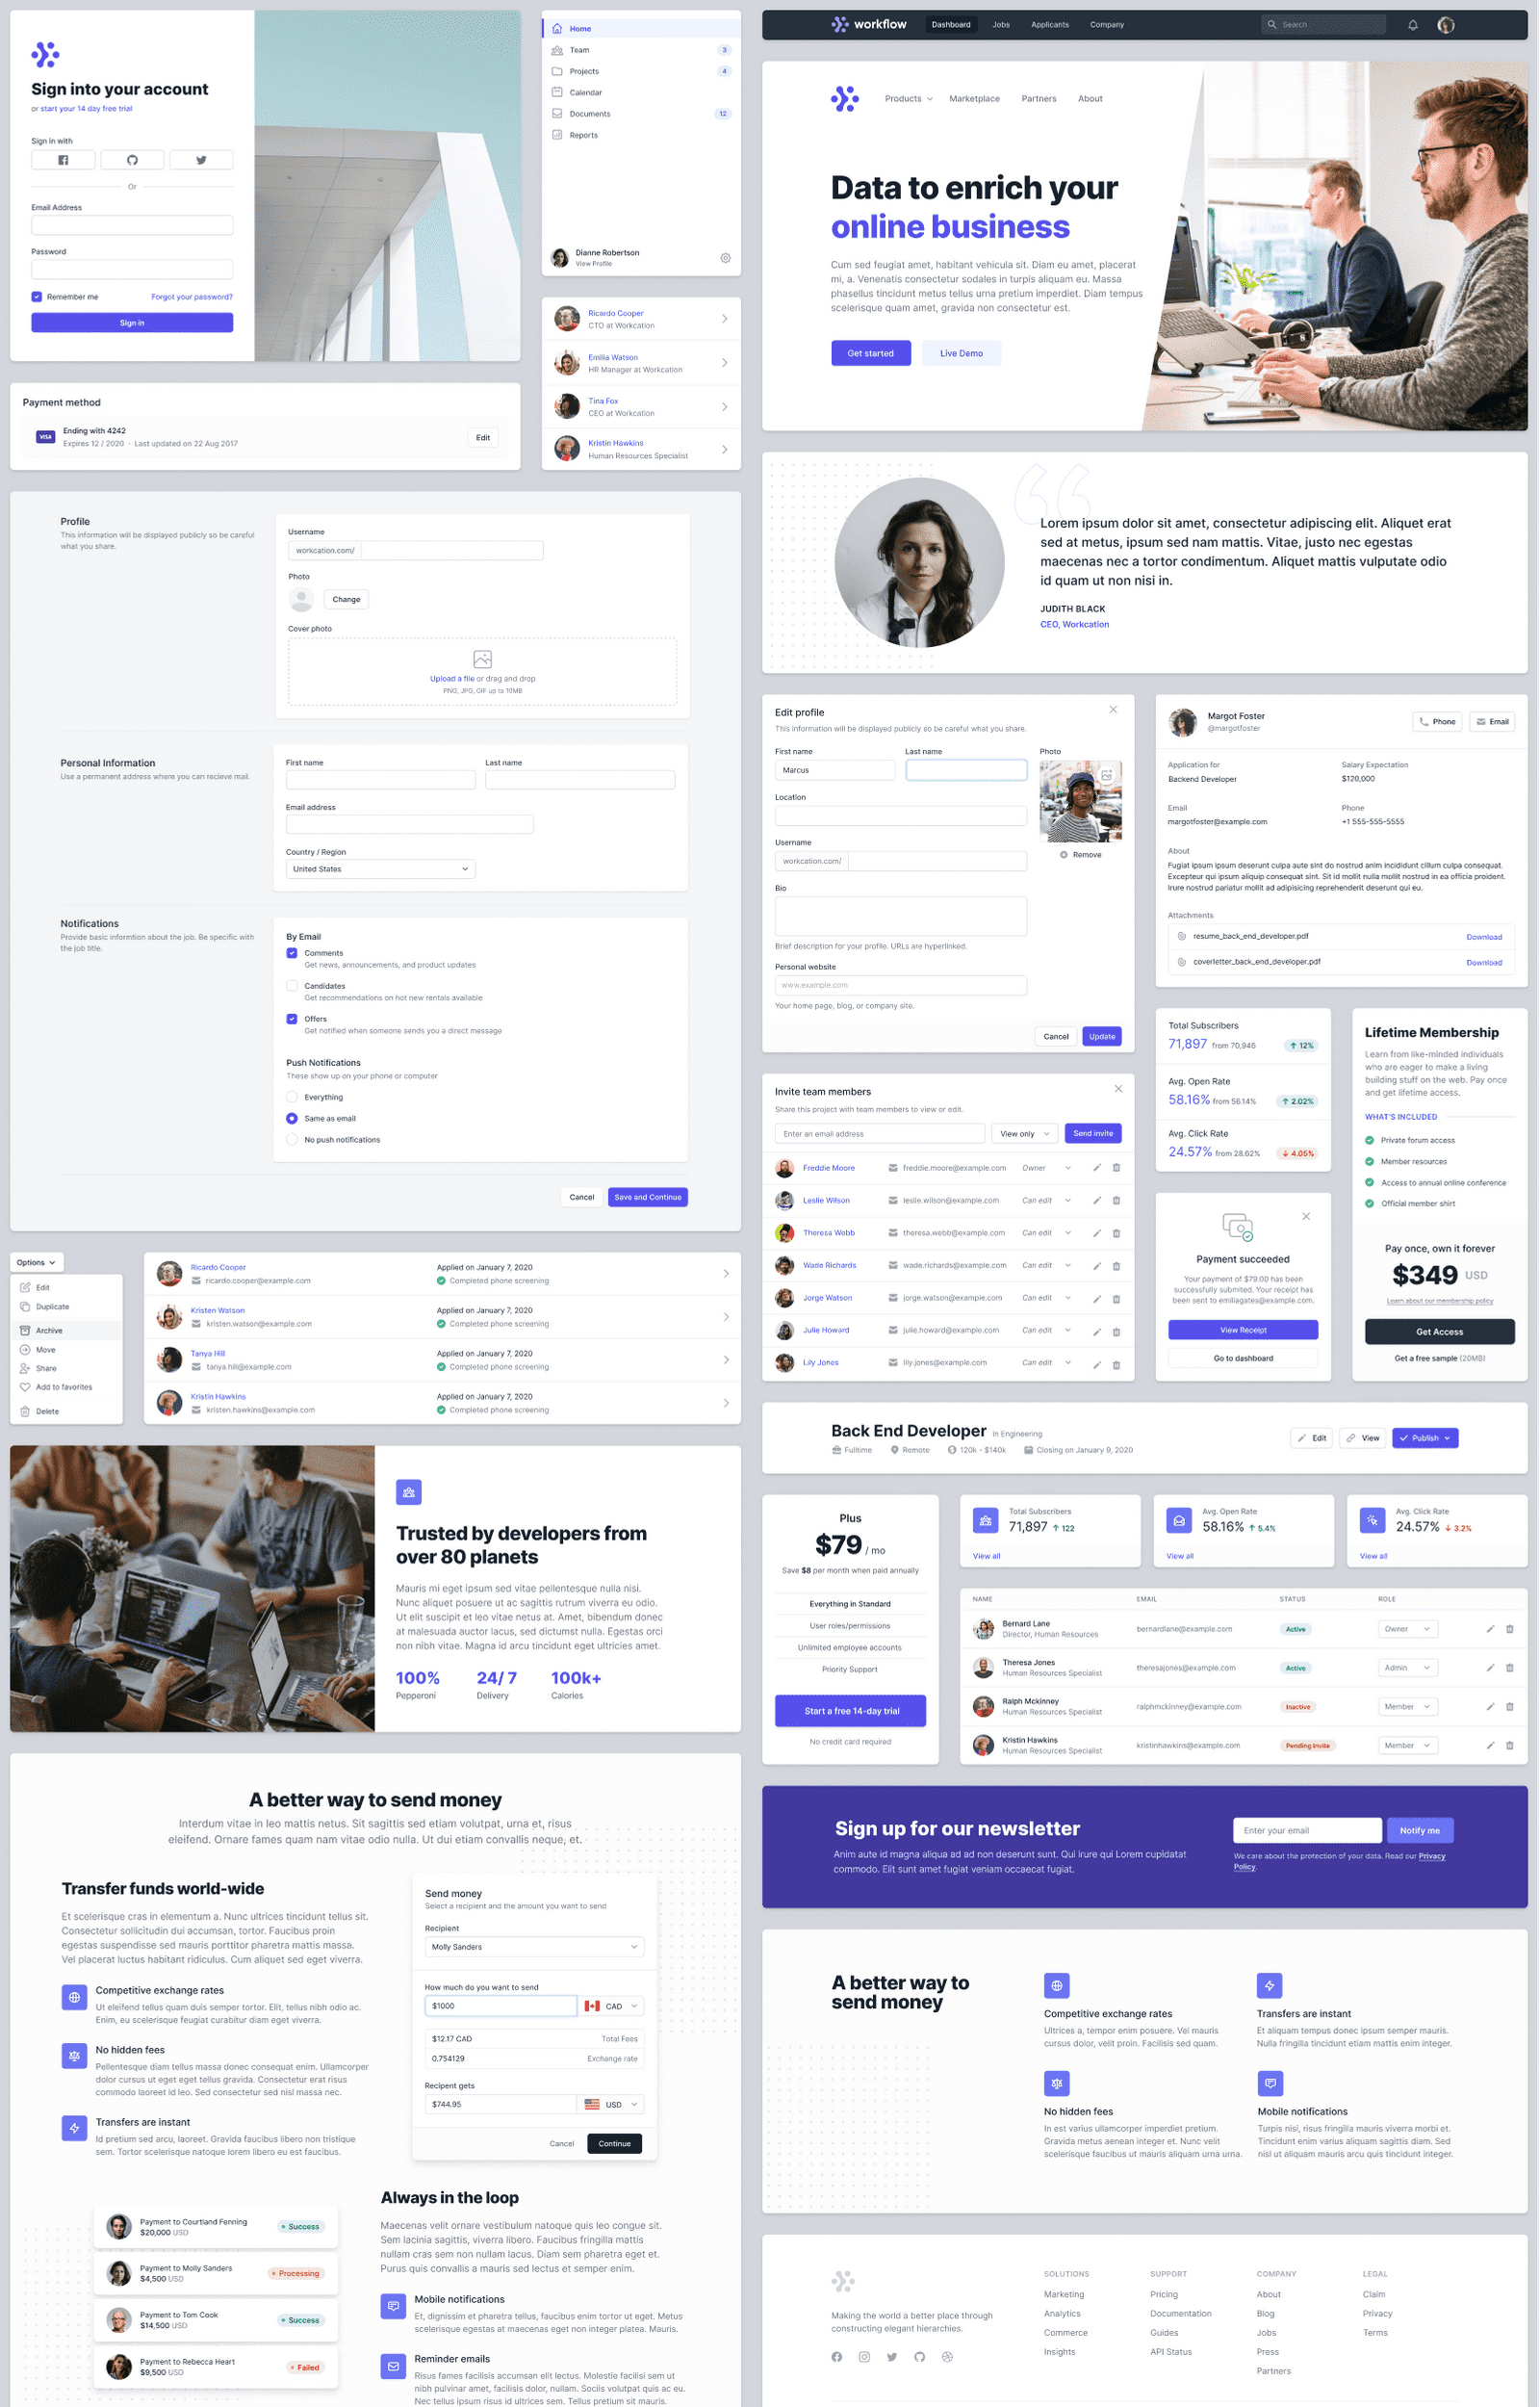 Sign into your account
or start your 14 day free trial
Sign in with
Or
Email Address
Password
Remember me
Forgot your password?
Sign in
Home
Team
3
Projects
4
Calendar
Documents
12
Reports
Dianne Robertson
View Profile
Ricardo Cooper
CTO at Workcation
Emilia Watson
HR Manager at Workcation
Tina Fox
CEO at Workcation
Kristin Hawkins
Human Resources Specialist
Payment method
VISA
Ending with 4242
Expires 12 / 2020 · Last updated on 22 Aug 2017
Edit
Profile
This information will be displayed publicly so be careful
what you share.
Username
workcation.com/
Photo
Change
Cover photo
Upload a file or drag and drop
PNG, JPG, GIF up to 10MB
Personal Information
Use a permanent address where you can recieve mail.
First name
Last name
Email address
Country / Region
United States
Notifications
Provide basic informtion about the job. Be specific with
the job title.
By Email
Comments
Get news, announcements, and product updates
Candidates
Get recommendations on hot new rentals available
Offers
Get notified when someone sends you a direct message
Push Notifications
These show up on your phone or computer
Everything
Same as email
No push notifications
Cancel
Save and Continue
Options
Edit
Duplicate
Archive
Move
Share
Add to favorites
Delete
Ricardo Cooper
ricardo.cooper@example.com
Applied on January 7, 2020
Completed phone screening
Kristen Watson
kristen.watson@example.com
Applied on January 7, 2020
Completed phone screening
Tanya Hill
tanya.hill@example.com
Applied on January 7, 2020
Completed phone screening
Kristin Hawkins
kristen.hawkins@example.com
Applied on January 7, 2020
Completed phone screening
Trusted by developers from
over 80 planets
Mauris mi eget ipsum sed vitae pellentesque nulla nisi.
Nunc aliquet posuere ut ac sagittis rutrum viverra eu odio.
Ut elit suscipit et leo vitae netus at. Amet, bibendum donec
at malesuada auctor lacus, sed dictumst nulla. Egestas orci
non nibh vitae. Magna id arcu tincidunt eget ultricies amet.
100%
Pepperoni
24/ 7
Delivery
100k+
Calories
A better way to send money
Interdum vitae in leo mattis netus. Sit sagittis sed etiam volutpat, urna et, risus
eleifend. Ornare fames quam nam vitae odio nulla. Ut dui etiam convallis neque, et.
Transfer funds world-wide
Et scelerisque cras in elementum a. Nunc ultrices tincidunt tellus sit.
Consectetur sollicitudin dui accumsan, tortor. Faucibus proin
egestas suspendisse sed mauris porttitor pharetra mattis massa.
Vel placerat luctus habitant ridiculus. Cum aliquet sed eget viverra.
Competitive exchange rates
Ut eleifend tellus quam duis semper tortor. Elit, tellus nibh odio ac.
Enim, eu scelerisque feugiat curabitur diam eget viverra.
No hidden fees
Pellentesque diam tellus massa donec consequat enim. Ullamcorper
dolor cursus ut eget eget tellus gravida. Consectetur erat risus
commodo laoreet id leo. Sed consectetur sed nisl massa nec.
Transfers are instant
Id pretium sed arcu, laoreet. Gravida faucibus libero non tristique
sem. Tortor scelerisque natoque lorem libero eu est faucibus.
Send money
Select a recipient and the amount you want to send
Recipient
Molly Sanders
How much do you want to send
$1000
CAD
$12.17 CAD
Total Fees
0.754129
Exchange rate
Recipent gets
$744.95
USD
Cancel
Continue
Payment to Courtland Fenning
$20,000 USD
Success
Payment to Molly Sanders
$4,500 USD
Processing
Payment to Tom Cook
$14,500 USD
Success
Payment to Rebecca Heart
$9,500 USD
Failed
Always in the loop
Maecenas velit ornare vestibulum natoque quis leo congue sit.
Sem lacinia sagittis, viverra libero. Faucibus fringilla mattis
nullam cras sem non nullam lacus. Diam sem pharetra eget et.
Purus quis convallis a mauris sed lectus et semper enim.
Mobile notifications
Et, dignissim et pharetra tellus, faucibus enim tortor ut eget. Metus
scelerisque egestas at maecenas eget non integer platea. Mauris.
Reminder emails
Risus fames facilisis accumsan elit lectus. Molestie facilisi sem ut
nibh pulvinar amet, facilisis dolor, nullam. Sociis volutpat quis ac eu.
Nec tellus ipsum risus id ultrices sem. Tellus pretium sit mauris.
workflow
Dashboard
Jobs
Applicants
Company
Search
Products
Marketplace
Partners
About
Data to enrich your
online business
Cum sed feugiat amet, habitant vehicula sit. Diam eu amet, placerat
mi, a. Venenatis consectetur sodales in turpis aliquam eu. Massa
phasellus tincidunt metus tellus urna pretium imperdiet. Diam tempus
scelerisque quam amet, gravida non consectetur est.
Get started
Live Demo
Lorem ipsum dolor sit amet, consectetur adipiscing elit. Aliquet erat
sed at metus, ipsum sed nam mattis. Vitae, justo nec egestas
maecenas nec a tortor condimentum. Aliquet mattis vulputate odio
id quam ut non nisi in.
JUDITH BLACK
CEO, Workcation
Edit profile
This information will be displayed publicly so be careful what you share.
First name
Marcus
Last name
Photo
Location
Username
workcation.com/
Remove
Bio
Brief description for your profile. URLs are hyperlinked.
Personal website
www.example.com
Your home page, blog, or company site.
Cancel
Update
Margot Foster
@margotfoster
Phone
Email
Application for
Backend Developer
Salary Expectation
$120,000
Email
margotfoster@example.com
Phone
+1 555-555-5555
About
Fugiat ipsum ipsum deserunt culpa aute sint do nostrud anim incididunt cillum culpa consequat.
Excepteur qui ipsum aliquip consequat sint. Sit id mollit nulla mollit nostrud in ea officia proident.
Irure nostrud pariatur mollit ad adipisicing reprehenderit deserunt qui eu.
Attachments
resume_back_end_developer.pdf
Download
coverletter_back_end_developer.pdf
Download
Total Subscribers
71,897 from 70,946
↑ 12%
Avg. Open Rate
58.16% from 56.14%
↑ 2.02%
Avg. Click Rate
24.57% from 28.62%
↓ 4.05%
Lifetime Membership
Learn from like-minded individuals
who are eager to make a living
building stuff on the web. Pay once
and get lifetime access.
WHAT'S INCLUDED
Private forum access
Member resources
Access to annual online conference
Official member shirt
Pay once, own it forever
$349 USD
Learn about our membership policy
Get Access
Get a free sample (20MB)
Invite team members
Share this project with team members to view or edit.
Enter an email address
View only
Send invite
Freddie Moore
freddie.moore@example.com
Owner
Leslie Wilson
leslie.wilson@example.com
Can edit
Theresa Webb
theresa.webb@example.com
Can edit
Wade Richards
wade.richards@example.com
Can edit
Jorge Watson
jorge.watson@example.com
Can edit
Julie Howard
julie.howard@example.com
Can edit
Lily Jones
lily.jones@example.com
Can edit
Payment succeeded
Your payment of $79.00 has been
successfully submited. Your receipt has
been sent to emiliagates@example.com.
View Receipt
Go to dashboard
Back End Developer in Engineering
Fulltime
Remote
120k - $140k
Closing on January 9, 2020
Edit
View
Publish
Plus
$79 / mo
Save $8 per month when paid annually
Everything in Standard
User roles/permissions
Unlimited employee accounts
Priority Support
Start a free 14-day trial
No credit card required
Total Subscribers
71,897 ↑ 122
View all
Avg. Open Rate
58.16% ↑ 5.4%
View all
Avg. Click Rate
24.57% ↓ 3.2%
View all
NAME
EMAIL
STATUS
ROLE
Bernard Lane
Director, Human Resources
bernardlane@example.com
Active
Owner
Theresa Jones
Human Resources Specialist
theresajones@example.com
Active
Admin
Ralph Mckinney
Human Resources Specialist
ralphmckinney@example.com
Inactive
Member
Kristin Hawkins
Human Resources Specialist
kristinhawkins@example.com
Pending Invite
Member
Sign up for our newsletter
Anim aute id magna aliqua ad ad non deserunt sunt. Qui irure qui Lorem cupidatat
commodo. Elit sunt amet fugiat veniam occaecat fugiat.
Enter your email
Notify me
We care about the protection of your data. Read our Privacy
Policy.
A better way to
send money
Competitive exchange rates
Ultrices a, tempor enim posuere. Vel mauris
cursus dolor, velit proin. Facilisis sed quam.
Transfers are instant
Et aliquam tempus donec ipsum semper mauris.
Nulla fringilla tincidunt etiam mattis enim integer.
No hidden fees
In est varius ullamcorper imperdiet pretium.
Gravida metus aenean integer et. Nunc velit
scelerisque faucibus ut mauris aliquam urna urna.
Mobile notifications
Turpis nisi, risus fringilla mauris viverra morbi et.
Tincidunt enim varius aliquam sagittis diam. Sed
nisl ut aliquam mauris arcu quis tincidunt integer.
Making the world a better place through
constructing elegant hierarchies.
SOLUTIONS
Marketing
Analytics
Commerce
Insights
SUPPORT
Pricing
Documentation
Guides
API Status
COMPANY
About
Blog
Jobs
Press
Partners
LEGAL
Claim
Privacy
Terms